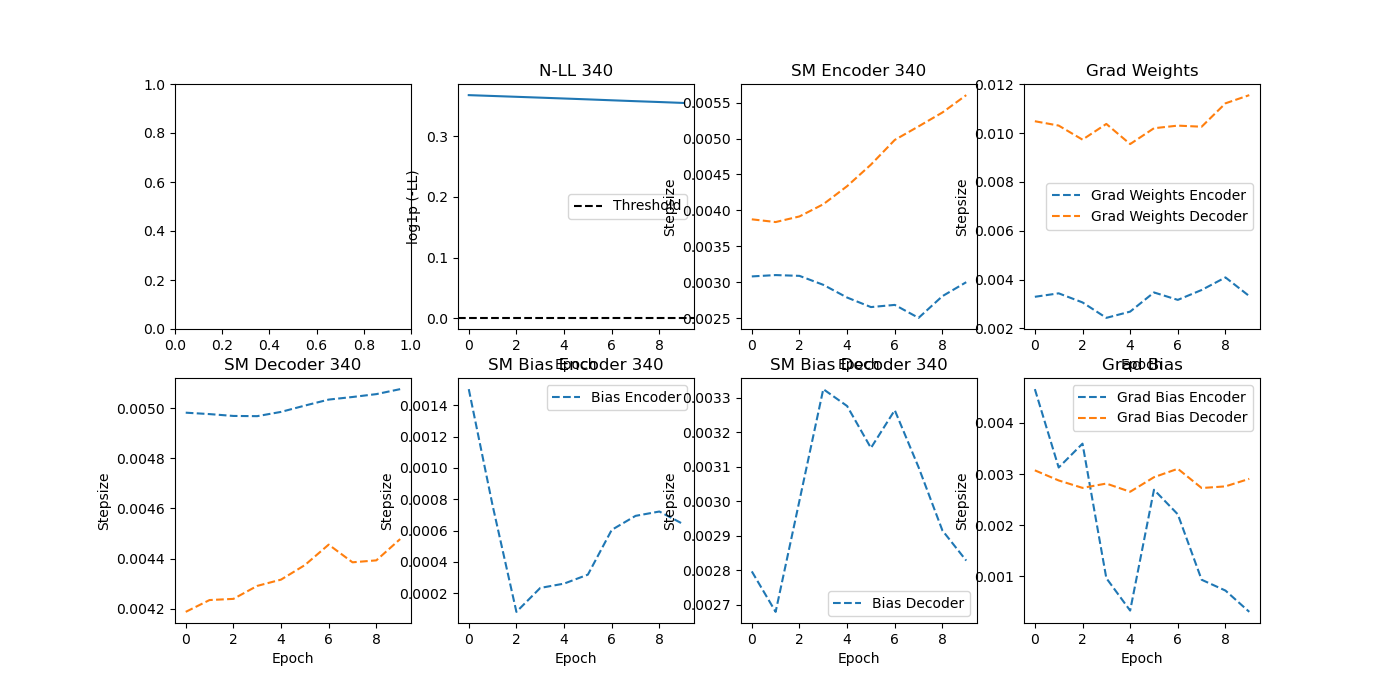 N-LL 340
SM Encoder 340
Grad Weights
1.0
0.8
0.6
0.4
0.2
0.0
0.0 0.2 0.4 0.6 0.8 1.0
log1p (-LL)
0.3
0.2
0.1
0.0
Threshold
0 2 4 6 8
Epoch
Stepsize
0.0055
0.0050
0.0045
0.0040
0.0035
0.0030
0.0025
0 2 4 6 8
Epoch
Stepsize
0.012
0.010
0.008
0.006
0.004
0.002
Grad Weights Encoder
Grad Weights Decoder
0 2 4 6 8
Epoch
SM Decoder 340
SM Bias Encoder 340
SM Bias Decoder 340
Grad Bias
Stepsize
0.0050
0.0048
0.0046
0.0044
0.0042
0 2 4 6 8
Epoch
Stepsize
0.0014
0.0012
0.0010
0.0008
0.0006
0.0004
0.0002
Bias Encoder
0 2 4 6 8
Epoch
Stepsize
0.0033
0.0032
0.0031
0.0030
0.0029
0.0028
0.0027
Bias Decoder
0 2 4 6 8
Epoch
Stepsize
0.004
0.003
0.002
0.001
Grad Bias Encoder
Grad Bias Decoder
0 2 4 6 8
Epoch